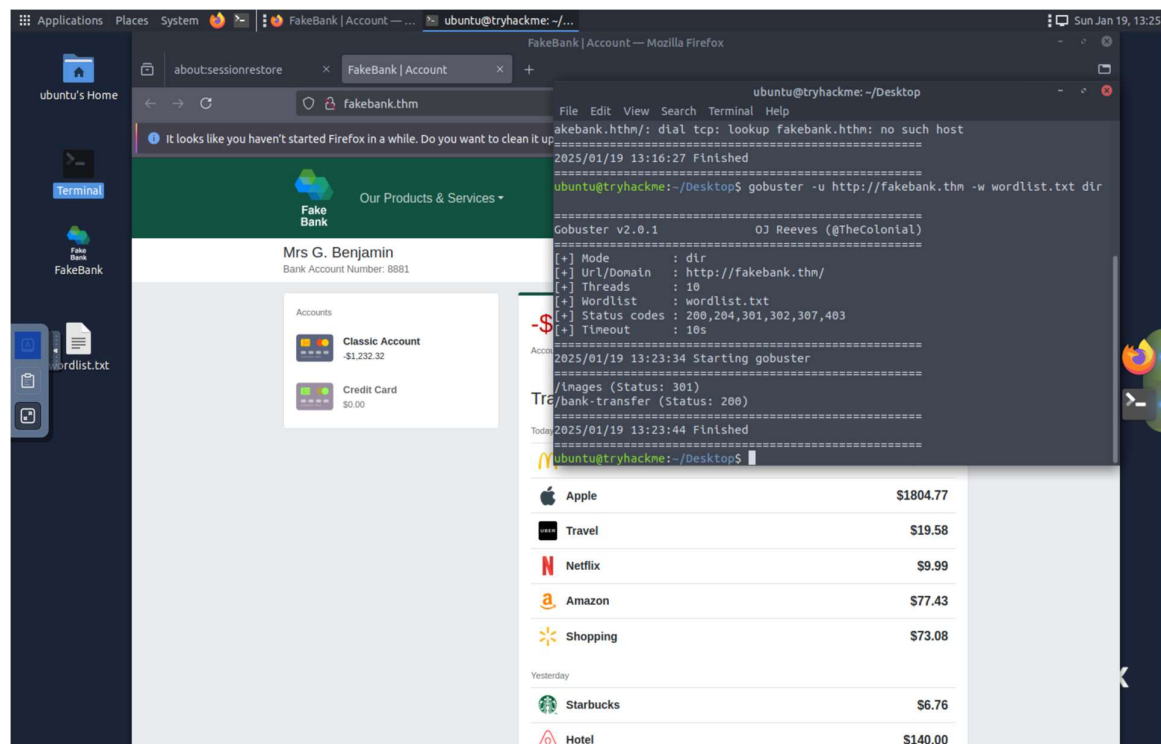 Applications Places System FakeBank | Account — ... ubuntu@tryhackme: ~/... Sun Jan 19, 13:25
FakeBank | Account — Mozilla Firefox
ubuntu's Home
about:sessionrestore
FakeBank | Account
fakebank.thm
It looks like you haven't started Firefox in a while. Do you want to clean it up
Terminal
Fake
Bank
FakeBank
wordlist.txt
Fake
Bank
Our Products & Services
Mrs G. Benjamin
Bank Account Number: 8881
Accounts
Classic Account
-$1,232.32
Credit Card
$0.00
-$
Tra
Today
Apple $1804.77
UBER Travel $19.58
Netflix $9.99
Amazon $77.43
Shopping $73.08
Yesterday
Starbucks $6.76
Hotel $140.00
ubuntu@tryhackme: ~/Desktop
File Edit View Search Terminal Help
akebank.hthm/: dial tcp: lookup fakebank.hthm: no such host
=====================================================
2025/01/19 13:16:27 Finished
=====================================================
ubuntu@tryhackme:~/Desktop$ gobuster -u http://fakebank.thm -w wordlist.txt dir
=====================================================
Gobuster v2.0.1 OJ Reeves (@TheColonial)
=====================================================
[+] Mode : dir
[+] Url/Domain : http://fakebank.thm/
[+] Threads : 10
[+] Wordlist : wordlist.txt
[+] Status codes : 200,204,301,302,307,403
[+] Timeout : 10s
=====================================================
2025/01/19 13:23:34 Starting gobuster
=====================================================
/images (Status: 301)
/bank-transfer (Status: 200)
=====================================================
2025/01/19 13:23:44 Finished
=====================================================
ubuntu@tryhackme:~/Desktop$